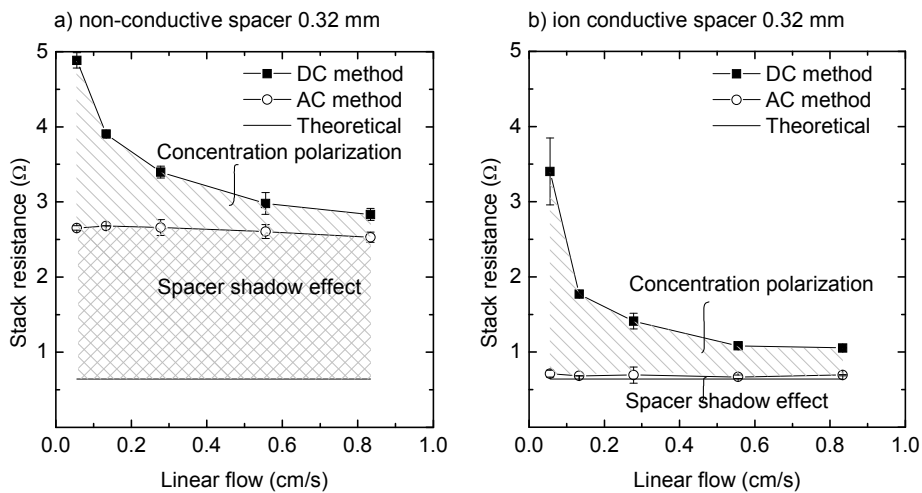 a) non-conductive spacer 0.32 mm
5
4
3
2
1
Stack resistance (Ω)
DC method
AC method
Theoretical
Concentration polarization
Spacer shadow effect
0.0 0.2 0.4 0.6 0.8 1.0
Linear flow (cm/s)
b) ion conductive spacer 0.32 mm
5
4
3
2
1
Stack resistance (Ω)
DC method
AC method
Theoretical
Concentration polarization
Spacer shadow effect
0.0 0.2 0.4 0.6 0.8 1.0
Linear flow (cm/s)